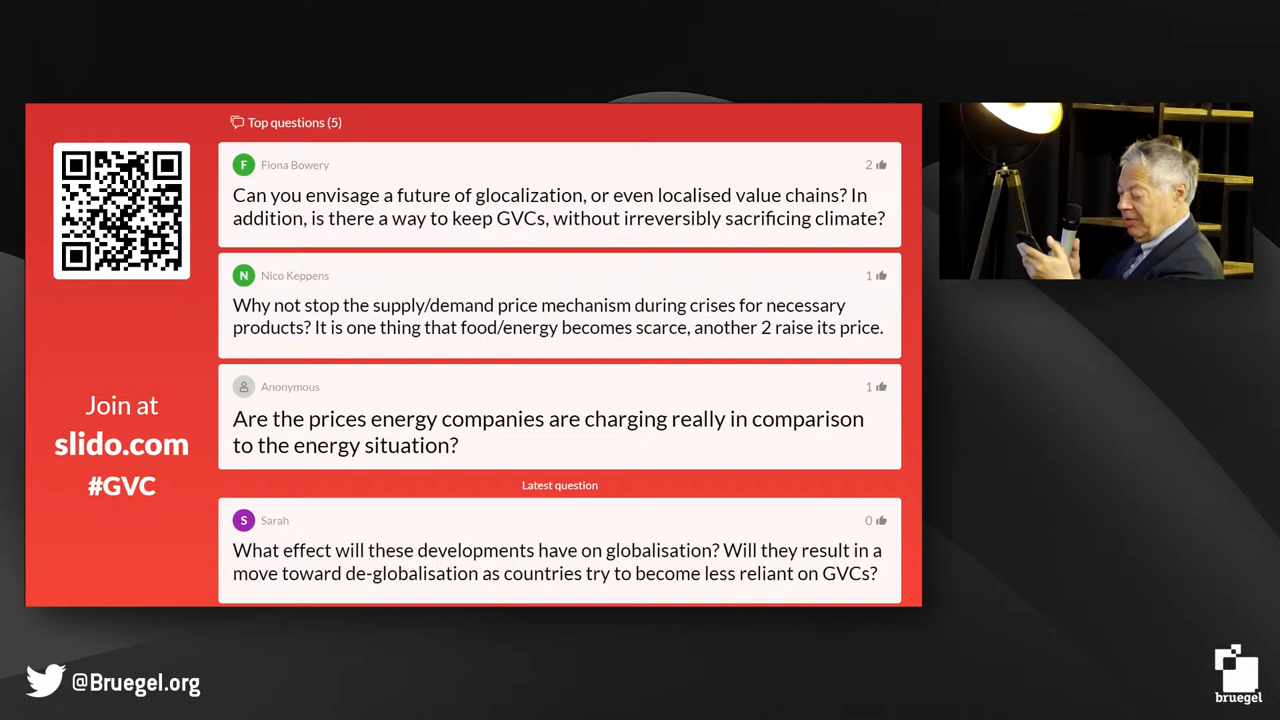 Top questions (5)
F Fiona Bowery 2
Can you envisage a future of glocalization, or even localised value chains? In
addition, is there a way to keep GVCs, without irreversibly sacrificing climate?
N Nico Keppens 1
Why not stop the supply/demand price mechanism during crises for necessary
products? It is one thing that food/energy becomes scarce, another 2 raise its price.
Anonymous 1
Are the prices energy companies are charging really in comparison
to the energy situation?
Latest question
S Sarah 0
What effect will these developments have on globalisation? Will they result in a
move toward de-globalisation as countries try to become less reliant on GVCs?
Join at
slido.com
#GVC
@Bruegel.org
bruegel